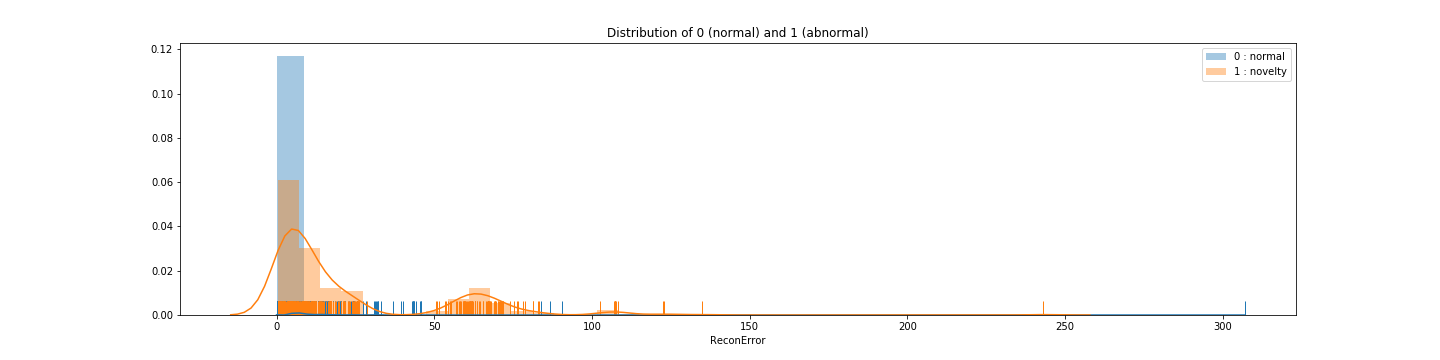 Distribution of 0 (normal) and 1 (abnormal)
0 : normal
1 : novelty
0.12
0.10
0.08
0.06
0.04
0.02
0.00
0 50 100 150 200 250 300
ReconError